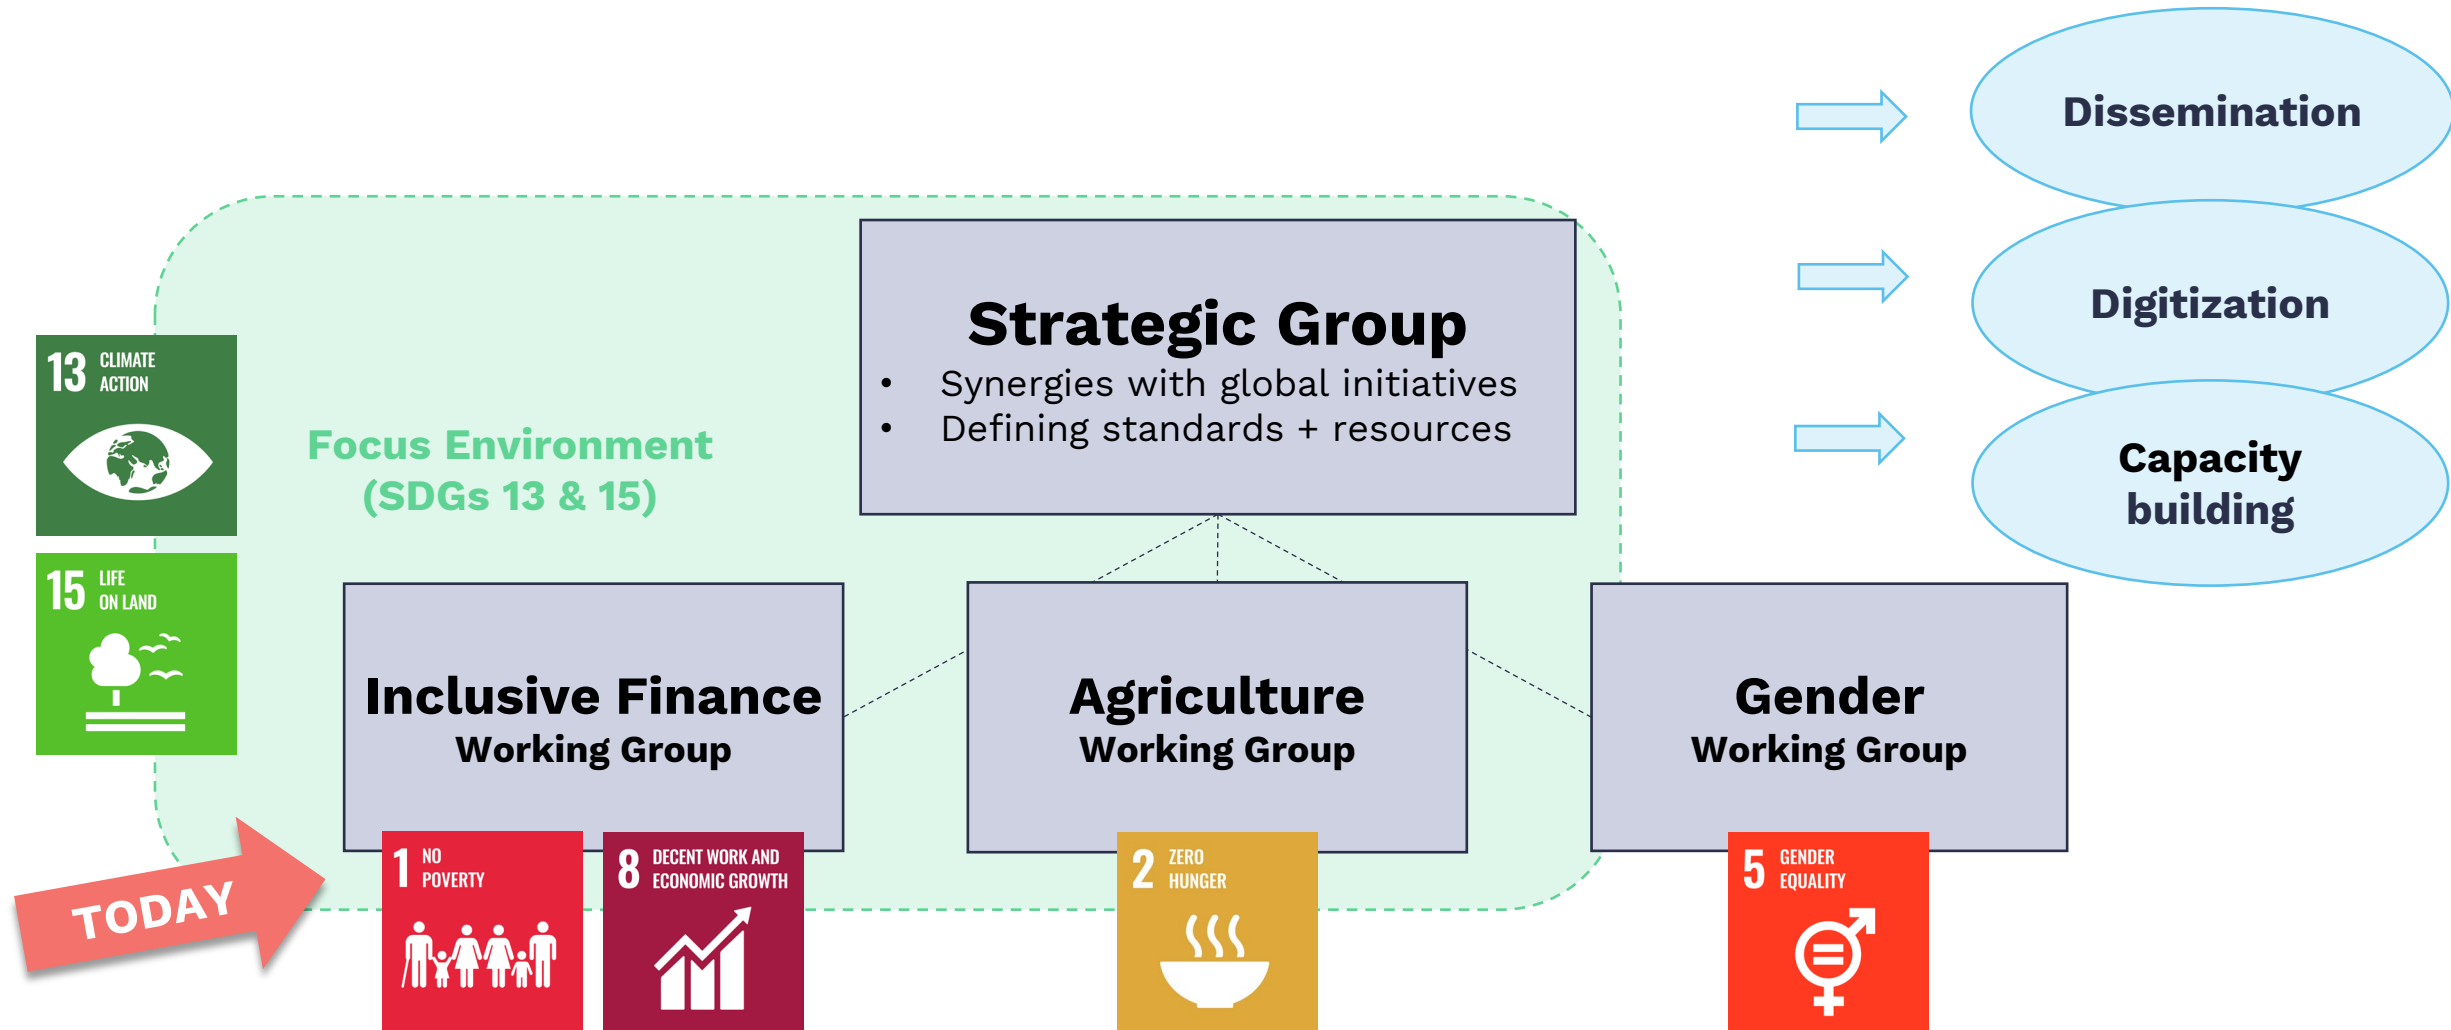 Dissemination
Digitization
Capacity
building
Strategic Group
• Synergies with global initiatives
• Defining standards + resources
Focus Environment
(SDGs 13 & 15)
13 CLIMATE
ACTION
15 LIFE
ON LAND
Inclusive Finance
Working Group
Agriculture
Working Group
Gender
Working Group
TODAY
1 NO
POVERTY
8 DECENT WORK AND
ECONOMIC GROWTH
2 ZERO
HUNGER
5 GENDER
EQUALITY